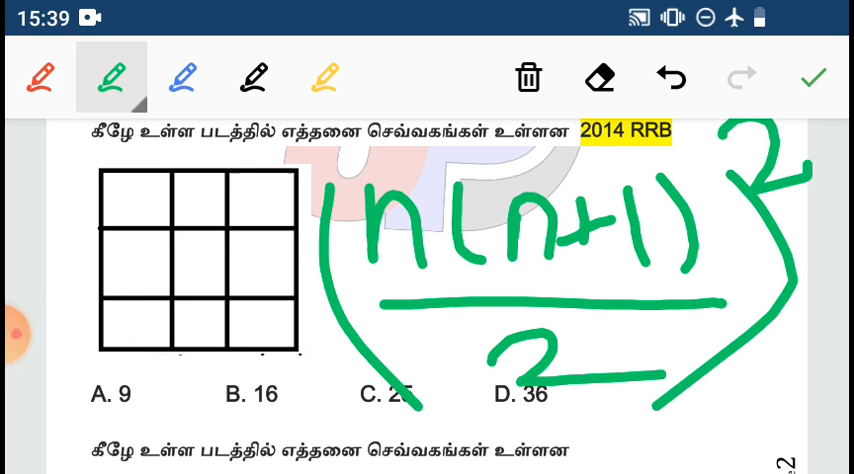 15:39
கீழே உள்ள படத்தில் எத்தனை செவ்வகங்கள் உள்ளன 2014 RRB
(n(n+1)/2)²
A. 9 B. 16 C. 25 D. 36
கீழே உள்ள படத்தில் எத்தனை செவ்வகங்கள் உள்ளன